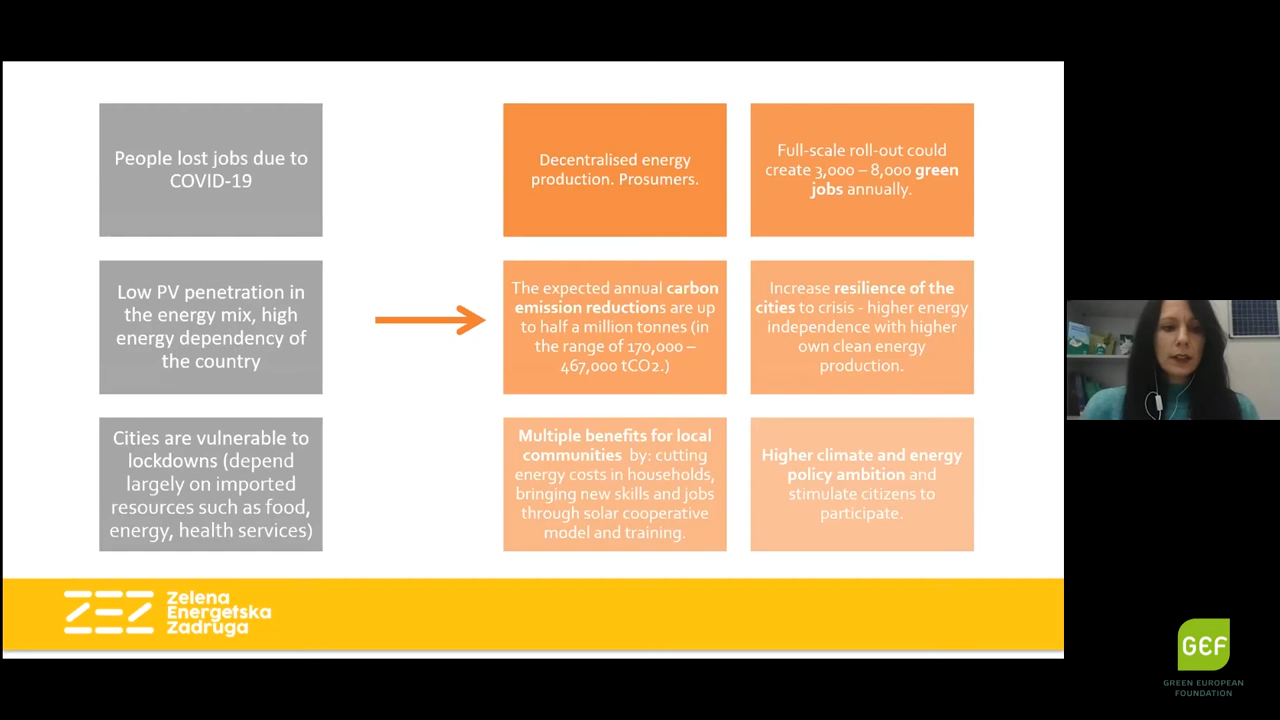 People lost jobs due to
COVID-19
Decentralised energy
production. Prosumers.
Full-scale roll-out could
create 3,000 – 8,000 green
jobs annually.
Low PV penetration in
the energy mix, high
energy dependency of
the country
The expected annual carbon
emission reductions are up
to half a million tonnes (in
the range of 170,000 –
467,000 tCO2.)
Increase resilience of the
cities to crisis - higher energy
independence with higher
own clean energy
production.
Cities are vulnerable to
lockdowns (depend
largely on imported
resources such as food,
energy, health services)
Multiple benefits for local
communities by: cutting
energy costs in households,
bringing new skills and jobs
through solar cooperative
model and training.
Higher climate and energy
policy ambition and
stimulate citizens to
participate.
ZEZ
Zelena
Energetska
Zadruga
GEF
GREEN EUROPEAN
FOUNDATION